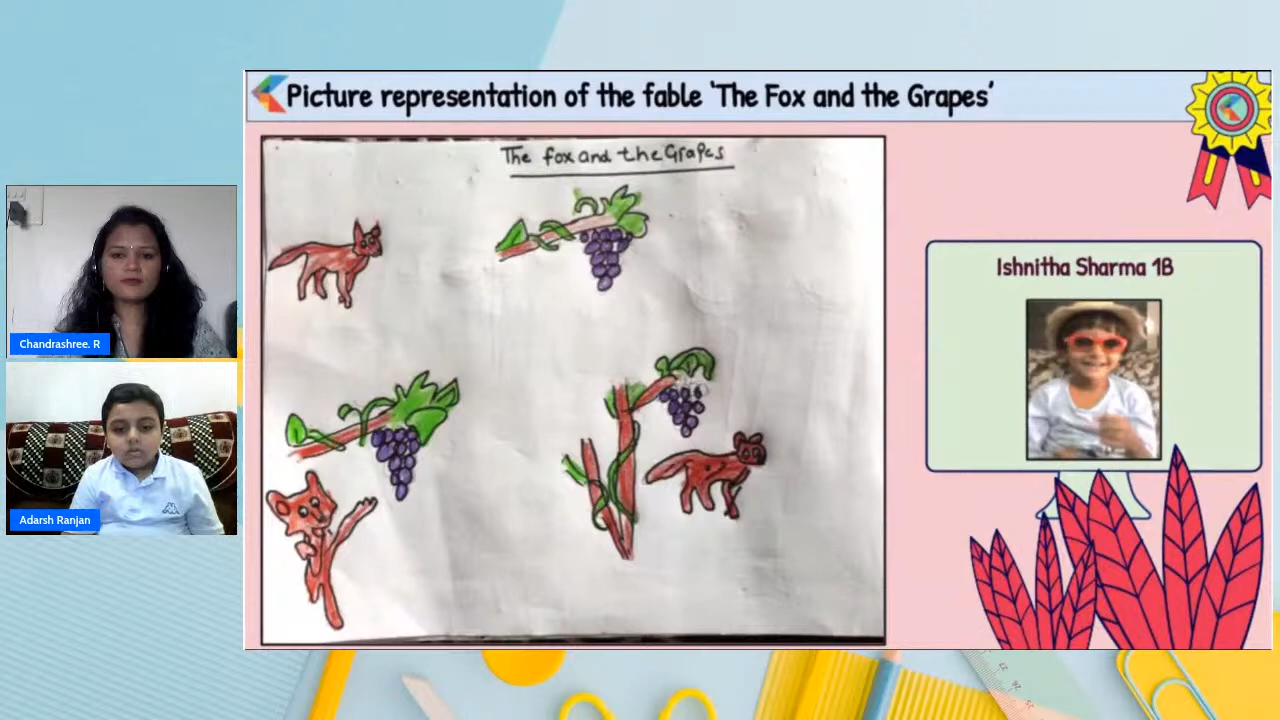 Picture representation of the fable 'The Fox and the Grapes'
The fox and the Grapes
Ishnitha Sharma 1B
Chandrashree. R
Adarsh Ranjan